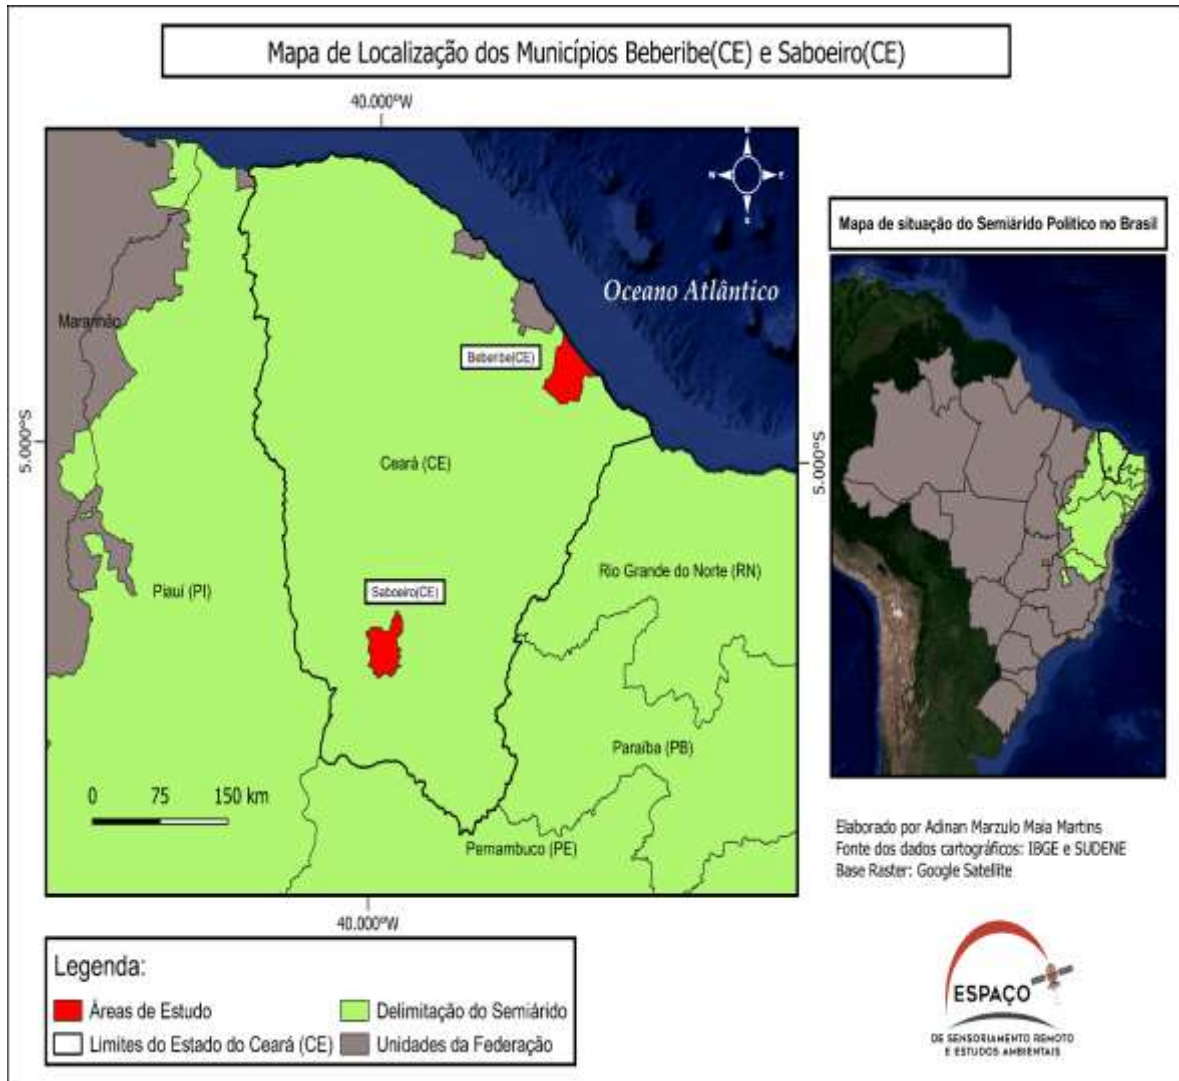 Mapa de Localização dos Municípios Beberibe(CE) e Saboeiro(CE)
40.000°W
N
E
S
Mapa de situação do Semiárido Político no Brasil
Oceano Atlântico
Maranhão
Beberibe(CE)
5.000°S
5.000°S
Ceará (CE)
Rio Grande do Norte (RN)
Piauí (PI)
Saboeiro(CE)
Paraíba (PB)
0 75 150 km
Pernambuco (PE)
Elaborado por Adinan Marzulo Maia Martins
Fonte dos dados cartográficos: IBGE e SUDENE
Base Raster: Google Satellite
40.000°W
Legenda:
Áreas de Estudo
Delimitação do Semiárido
Limites do Estado do Ceará (CE)
Unidades da Federação
ESPAÇO
DE SENSORIAMENTO REMOTO
E ESTUDOS AMBIENTAIS